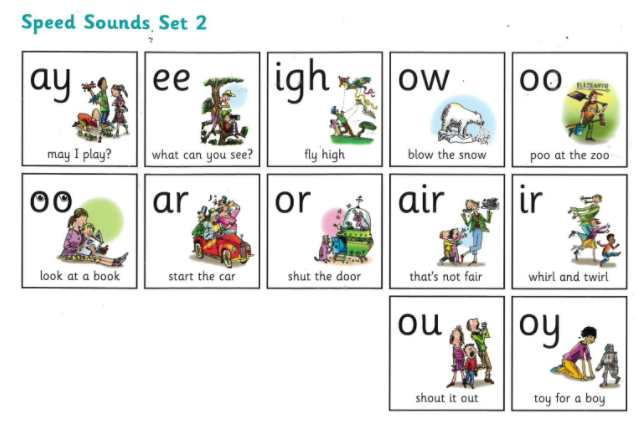 Speed Sounds Set 2
ay
may I play?
ee
what can you see?
igh
fly high
ow
blow the snow
oo
poo at the zoo
oo
look at a book
ar
start the car
or
shut the door
air
that's not fair
ir
whirl and twirl
ou
shout it out
oy
toy for a boy